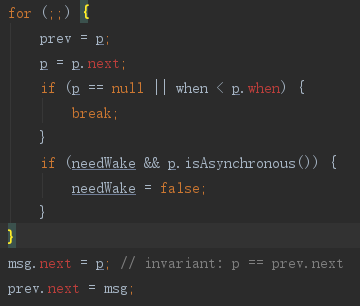 for (;;) {
    prev = p;
    p = p.next;
    if (p == null || when < p.when) {
        break;
    }
    if (needWake && p.isAsynchronous()) {
        needWake = false;
    }
}
msg.next = p; // invariant: p == prev.next
prev.next = msg;